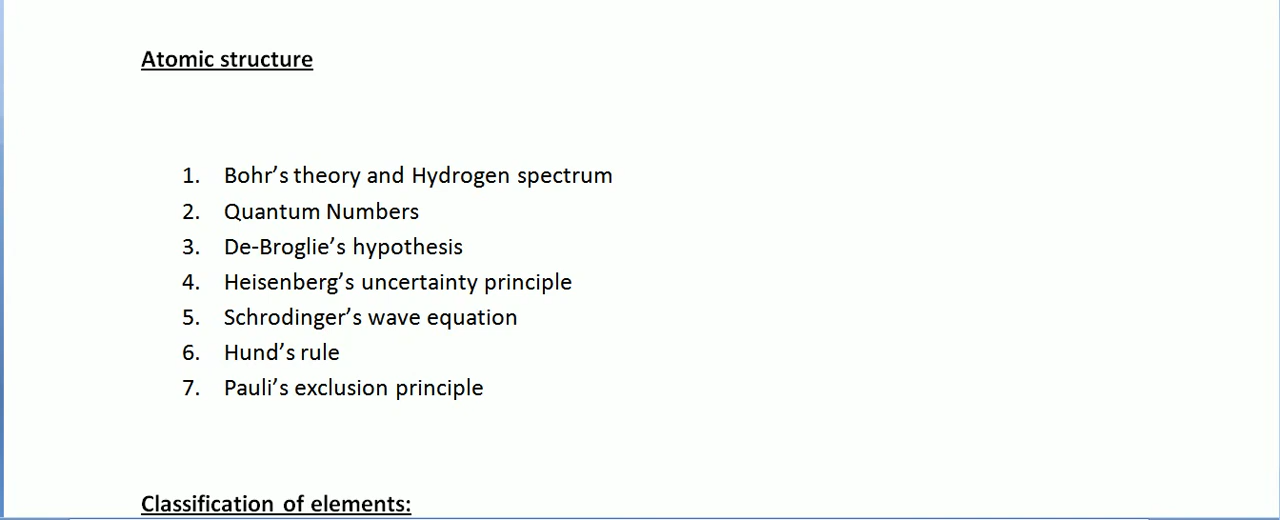 Atomic structure
1. Bohr’s theory and Hydrogen spectrum
2. Quantum Numbers
3. De-Broglie’s hypothesis
4. Heisenberg’s uncertainty principle
5. Schrodinger’s wave equation
6. Hund’s rule
7. Pauli’s exclusion principle
Classification of elements: